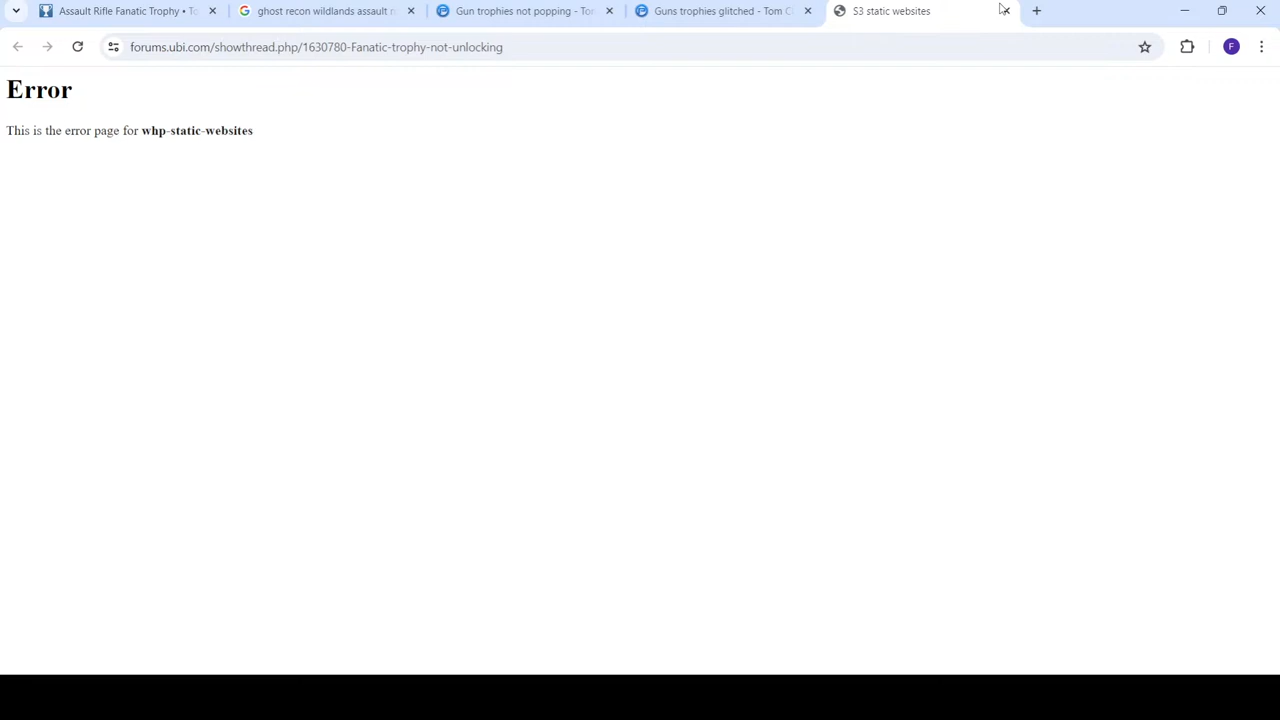 Assault Rifle Fanatic Trophy • To
ghost recon wildlands assault r
Gun trophies not popping - Tom
Guns trophies glitched - Tom C
S3 static websites
forums.ubi.com/showthread.php/1630780-Fanatic-trophy-not-unlocking
F
Error
This is the error page for whp-static-websites